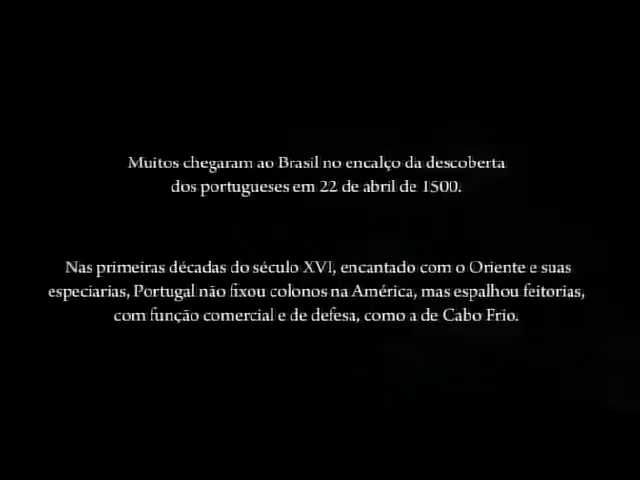 Muitos chegaram ao Brasil no encalço da descoberta
dos portugueses em 22 de abril de 1500.
Nas primeiras décadas do século XVI, encantado com o Oriente e suas
especiarias, Portugal não fixou colonos na América, mas espalhou feitorias,
com função comercial e de defesa, como a de Cabo Frio.